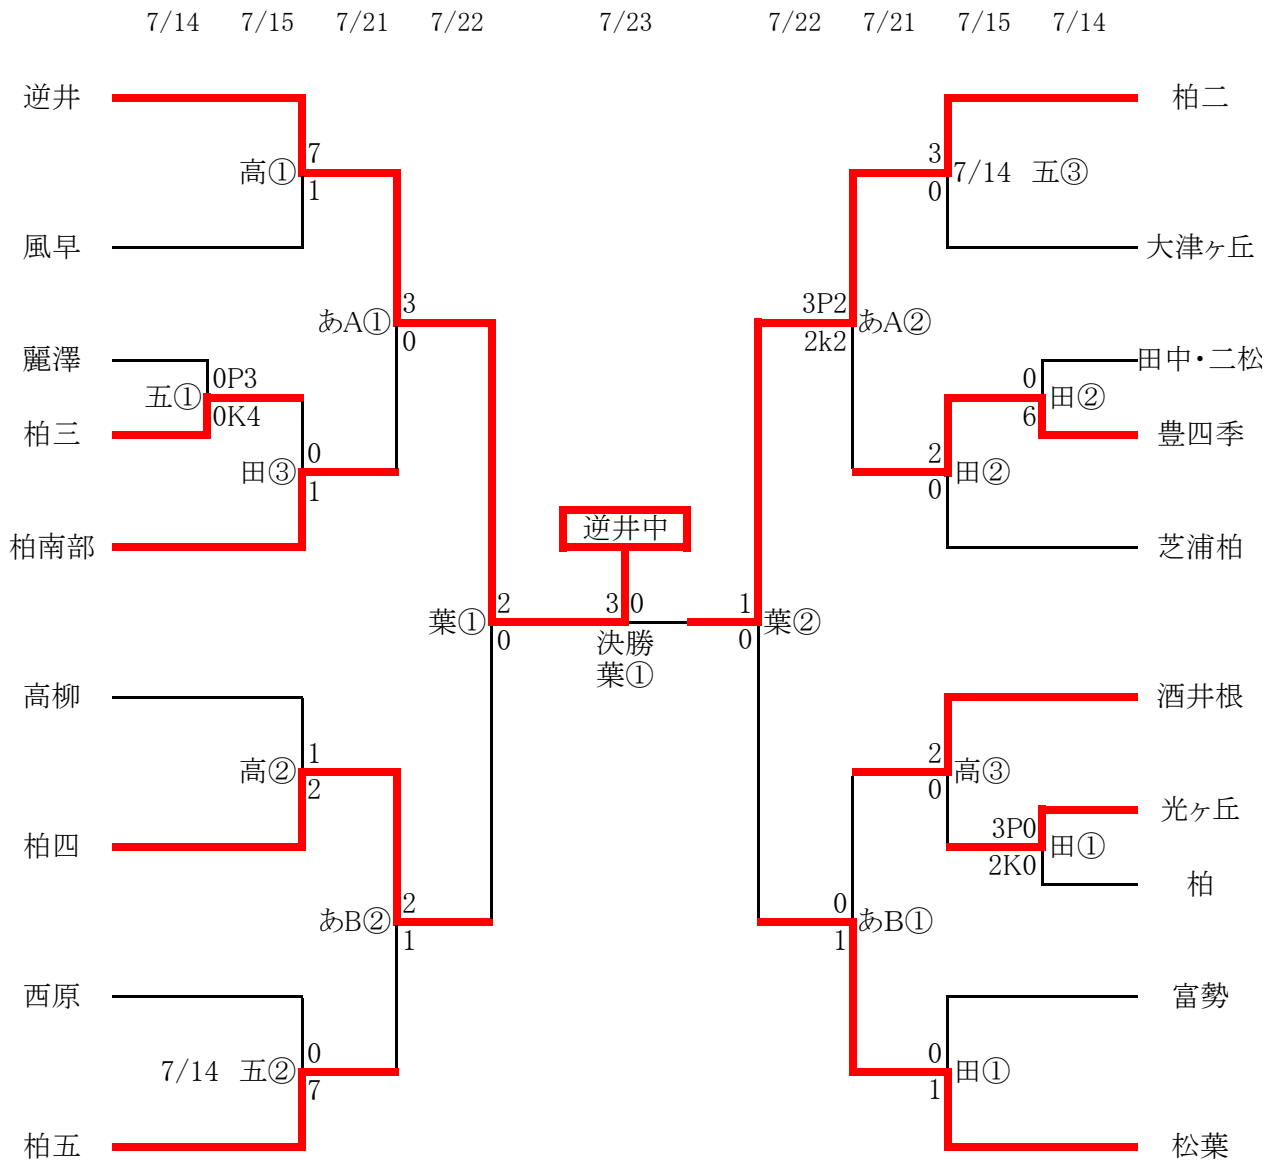 7/14 7/15 7/21 7/22 7/23 7/22 7/21 7/15 7/14
逆井 柏二
7 3
高① 7/14 五③
1 0
風早 大津ヶ丘
3 3P2
あA① あA②
0 2k2
麗澤 田中・二松
0P3 0
五① 田②
0K4 6
柏三 豊四季
0 2
田③ 田②
1 0
逆井中
柏南部 芝浦柏
2 3 0 1
葉① 葉②
0 決勝 0
葉①
高柳 酒井根
1 2
高② 高③
2 0
光ヶ丘
3P0
柏四 田①
2K0
柏
2 0
あB② あB①
1 1
西原 富勢
0 0
7/14 五② 田①
7 1
柏五 松葉